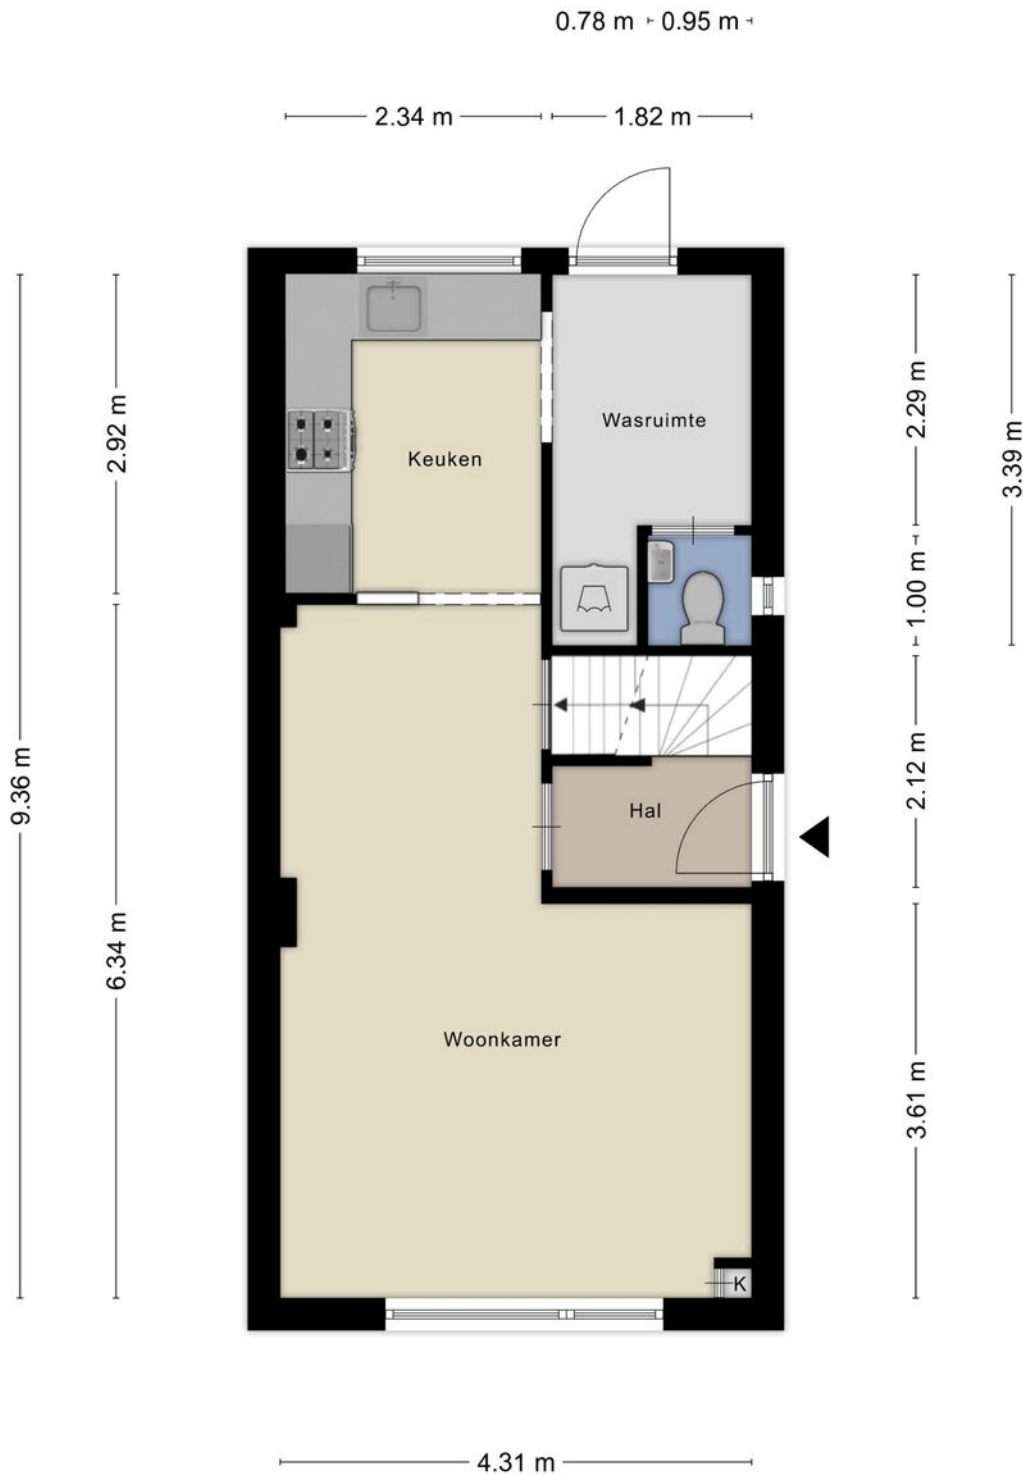 0.78 m 0.95 m
2.34 m 1.82 m
2.92 m
2.29 m
3.39 m
Wasruimte
Keuken
1.00 m
9.36 m
2.12 m
Hal
6.34 m
Woonkamer
3.61 m
K
4.31 m